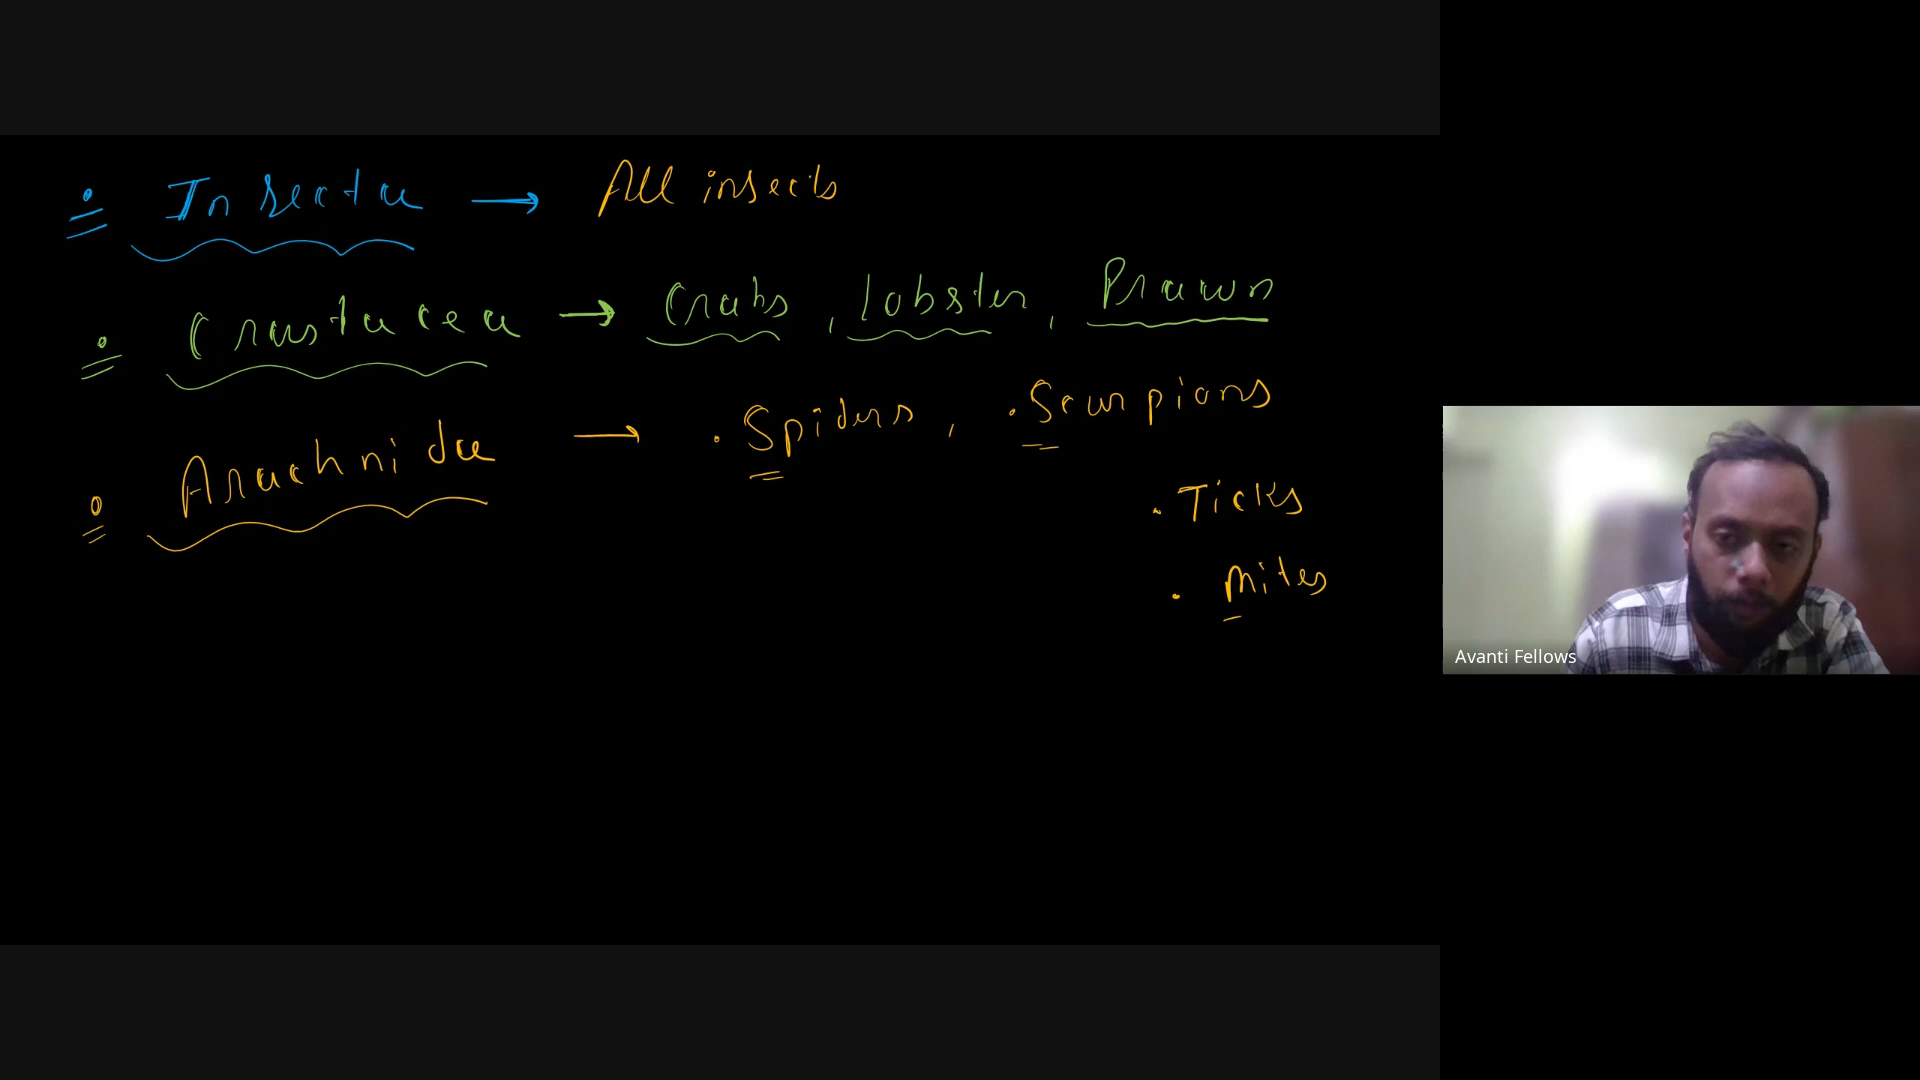 Insecta → All insects
Crustacea → Crabs, lobster, Prawn
Arachnida → • Spiders, • Scorpions
• Ticks
• Mites
Avanti Fellows